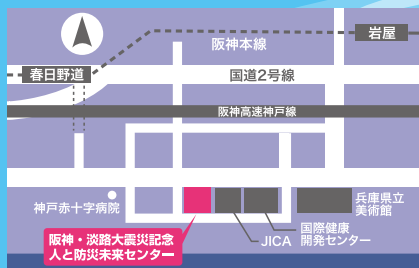 阪神本線
岩屋
春日野道
国道2号線
阪神高速神戸線
神戸赤十字病院
兵庫県立
美術館
阪神・淡路大震災記念
人と防災未来センター
JICA
国際健康
開発センター